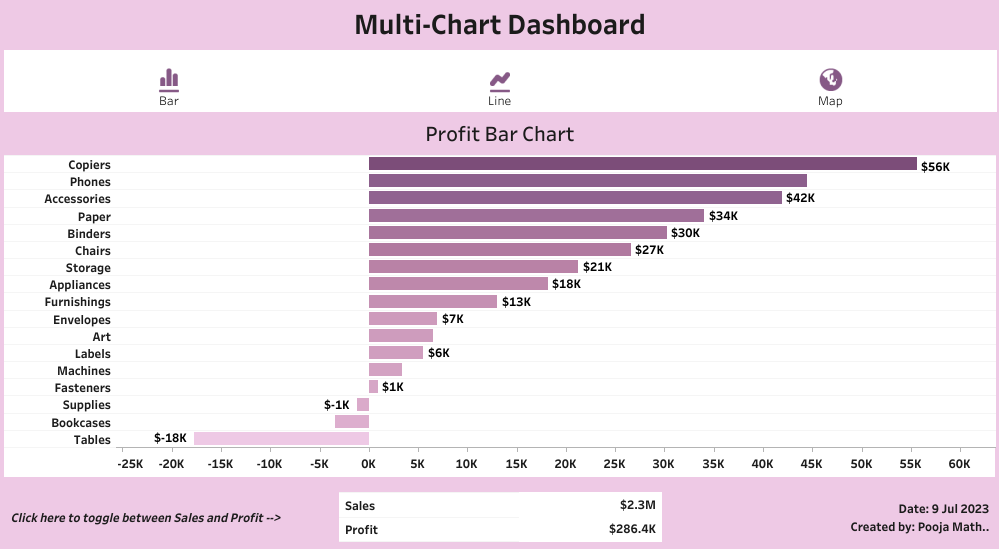 Multi-Chart Dashboard
Bar
Line
Map
Profit Bar Chart
Copiers $56K
Phones
Accessories $42K
Paper $34K
Binders $30K
Chairs $27K
Storage $21K
Appliances $18K
Furnishings $13K
Envelopes $7K
Art
Labels $6K
Machines
Fasteners $1K
Supplies $-1K
Bookcases
Tables $-18K
-25K -20K -15K -10K -5K 0K 5K 10K 15K 20K 25K 30K 35K 40K 45K 50K 55K 60K
Click here to toggle between Sales and Profit -->
Sales $2.3M
Profit $286.4K
Date: 9 Jul 2023
Created by: Pooja Math..